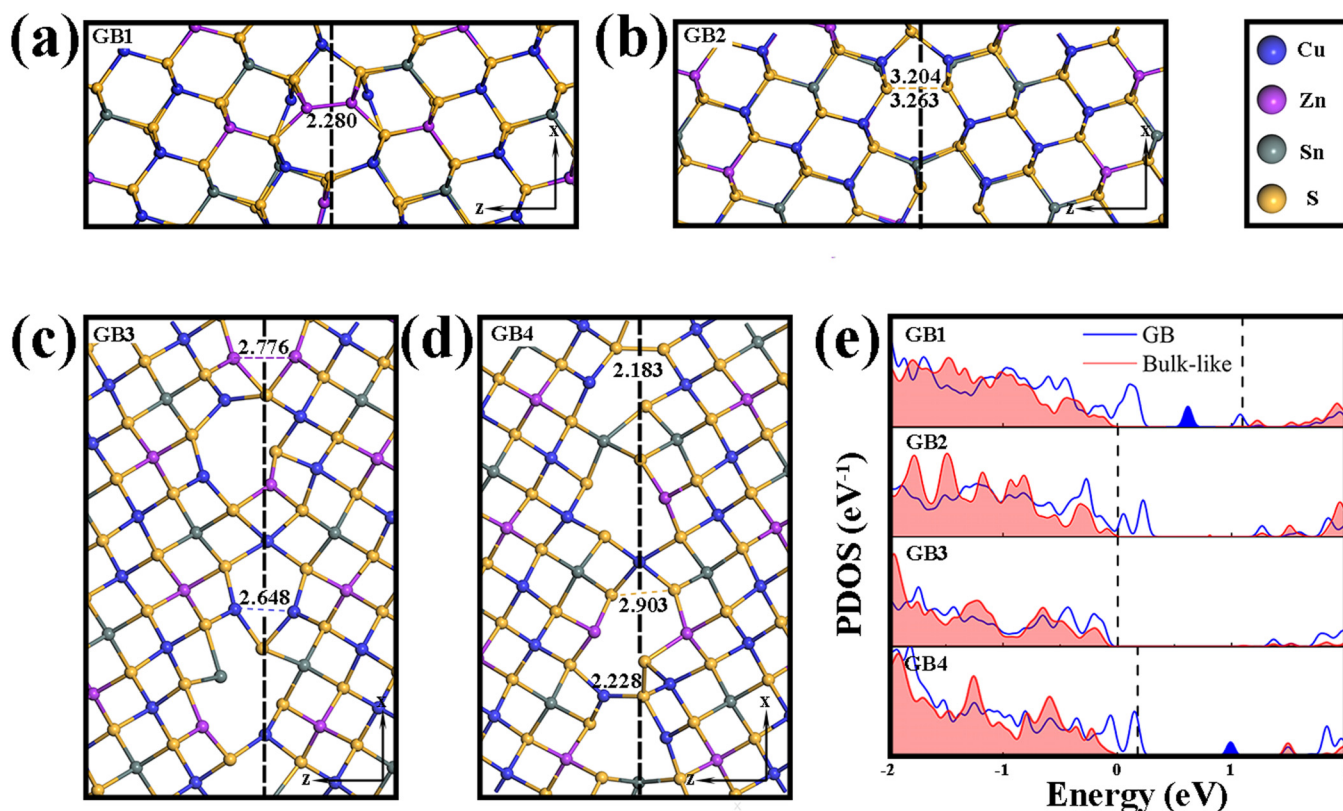 (a)
GB1
2.280
x
z
(b)
GB2
3.204
3.263
x
z
Cu
Zn
Sn
S
(c)
GB3
2.776
2.648
x
z
(d)
GB4
2.183
2.903
2.228
x
z
(e)
GB1
GB
Bulk-like
GB2
GB3
GB4
PDOS (eV⁻¹)
-2
-1
0
1
Energy (eV)